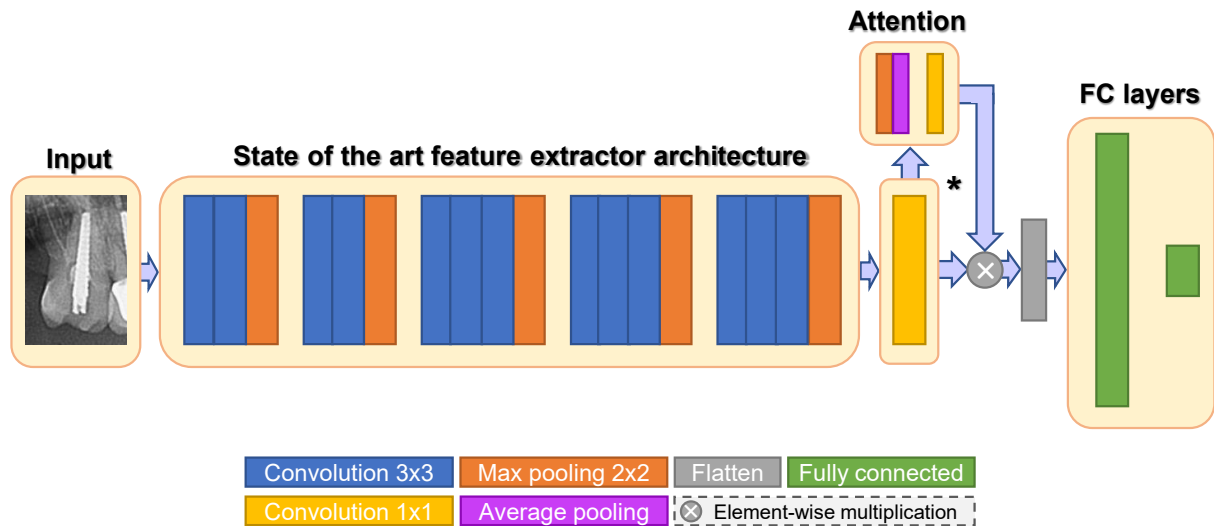 Attention
FC layers
Input
State of the art feature extractor architecture
*
Convolution 3x3
Max pooling 2x2
Flatten
Fully connected
Convolution 1x1
Average pooling
Element-wise multiplication